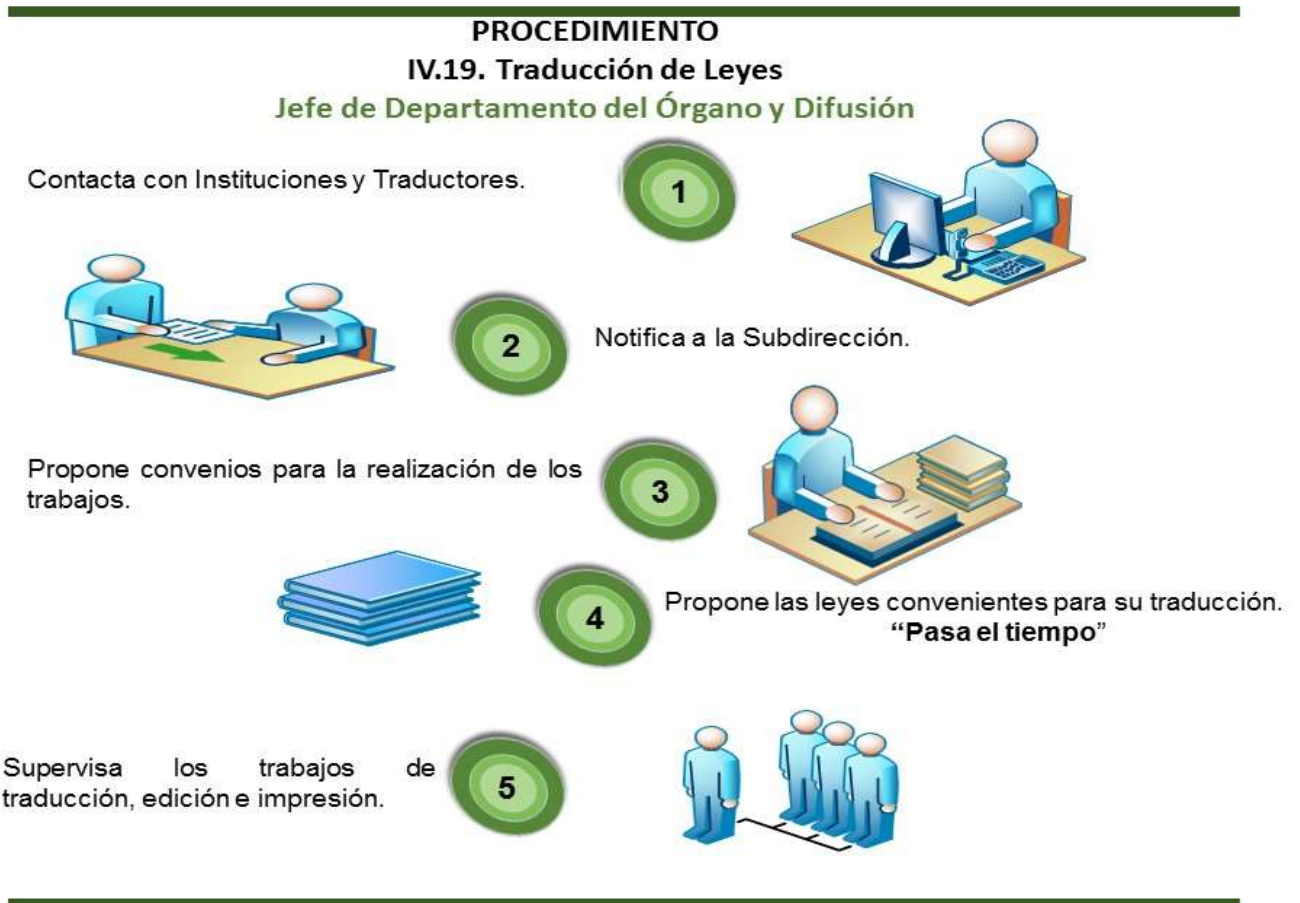 PROCEDIMIENTO
IV.19. Traducción de Leyes
Jefe de Departamento del Órgano y Difusión
Contacta con Instituciones y Traductores.
1
2
Notifica a la Subdirección.
Propone convenios para la realización de los
trabajos.
3
4
Propone las leyes convenientes para su traducción.
“Pasa el tiempo”
Supervisa los trabajos de
traducción, edición e impresión.
5